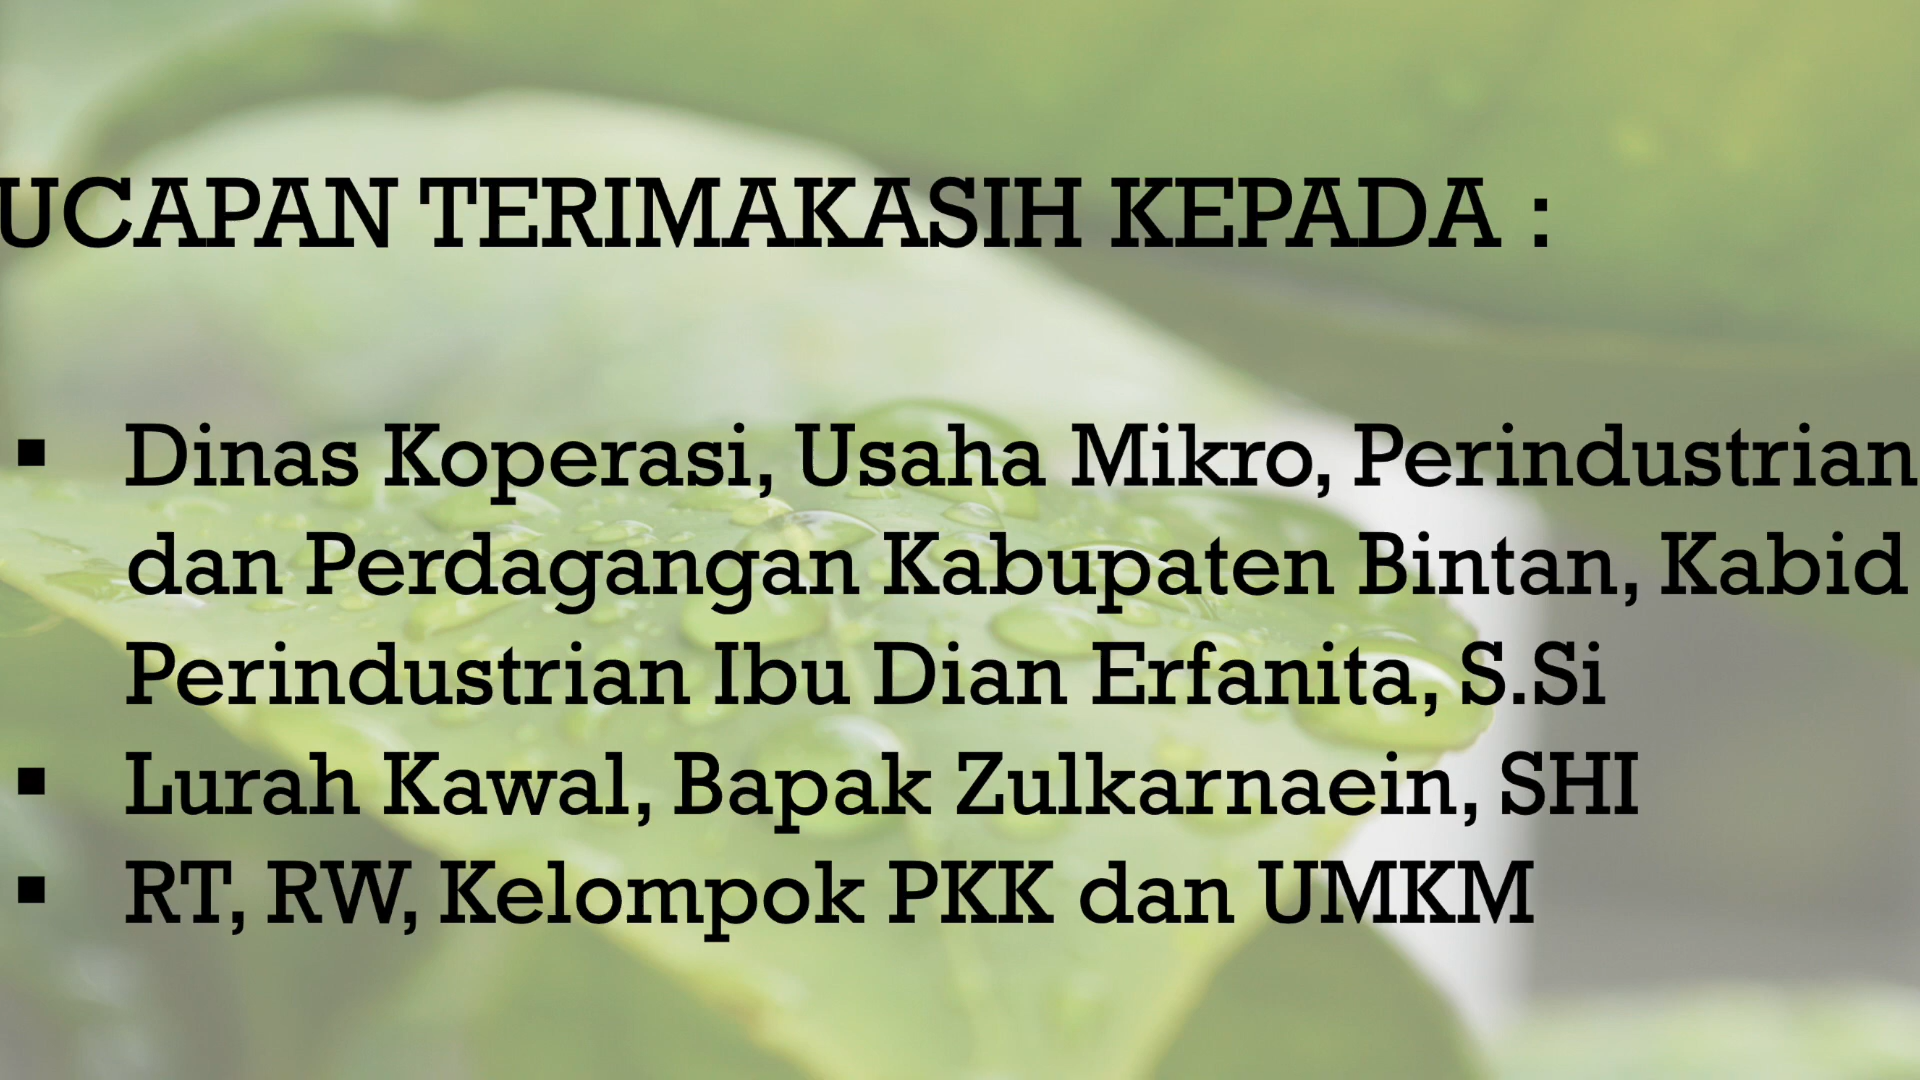 UCAPAN TERIMAKASIH KEPADA :
▪ Dinas Koperasi, Usaha Mikro, Perindustrian
dan Perdagangan Kabupaten Bintan, Kabid
Perindustrian Ibu Dian Erfanita, S.Si
▪ Lurah Kawal, Bapak Zulkarnaein, SHI
▪ RT, RW, Kelompok PKK dan UMKM